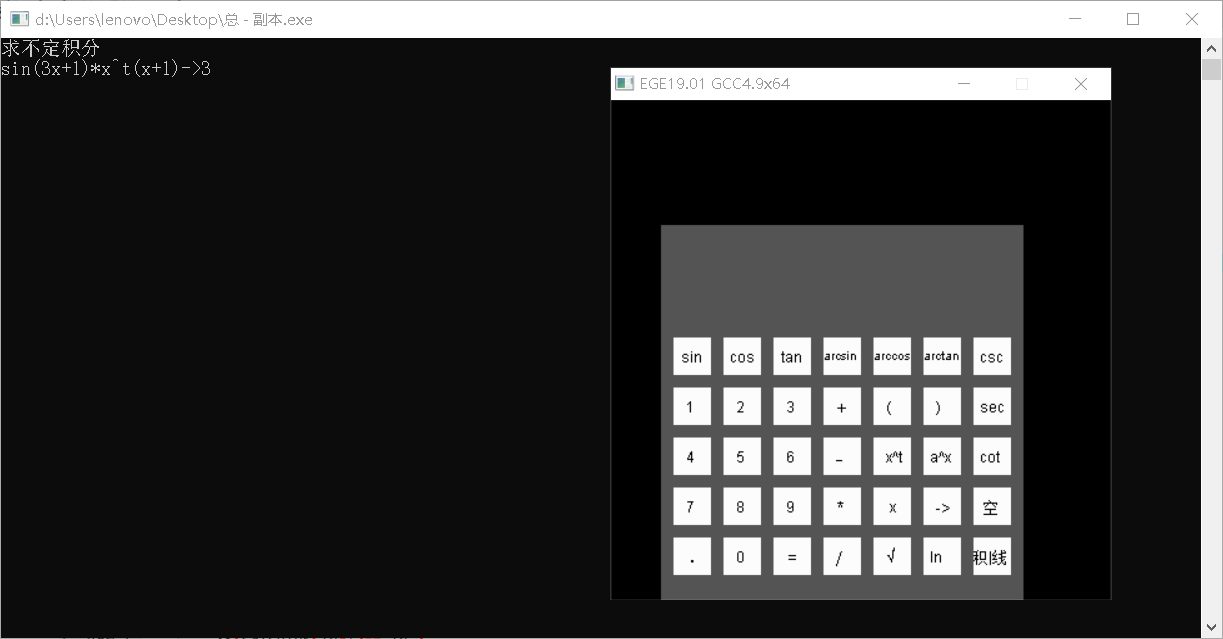 d:\Users\lenovo\Desktop\总 - 副本.exe
求不定积分
sin(3x+1)*x^t(x+1)->3
EGE19.01 GCC4.9x64
sin cos tan arcsin arccos arctan csc
1 2 3 + ( ) sec
4 5 6 - x^t a^x cot
7 8 9 * x -> 空
. 0 = / √ ln 积线